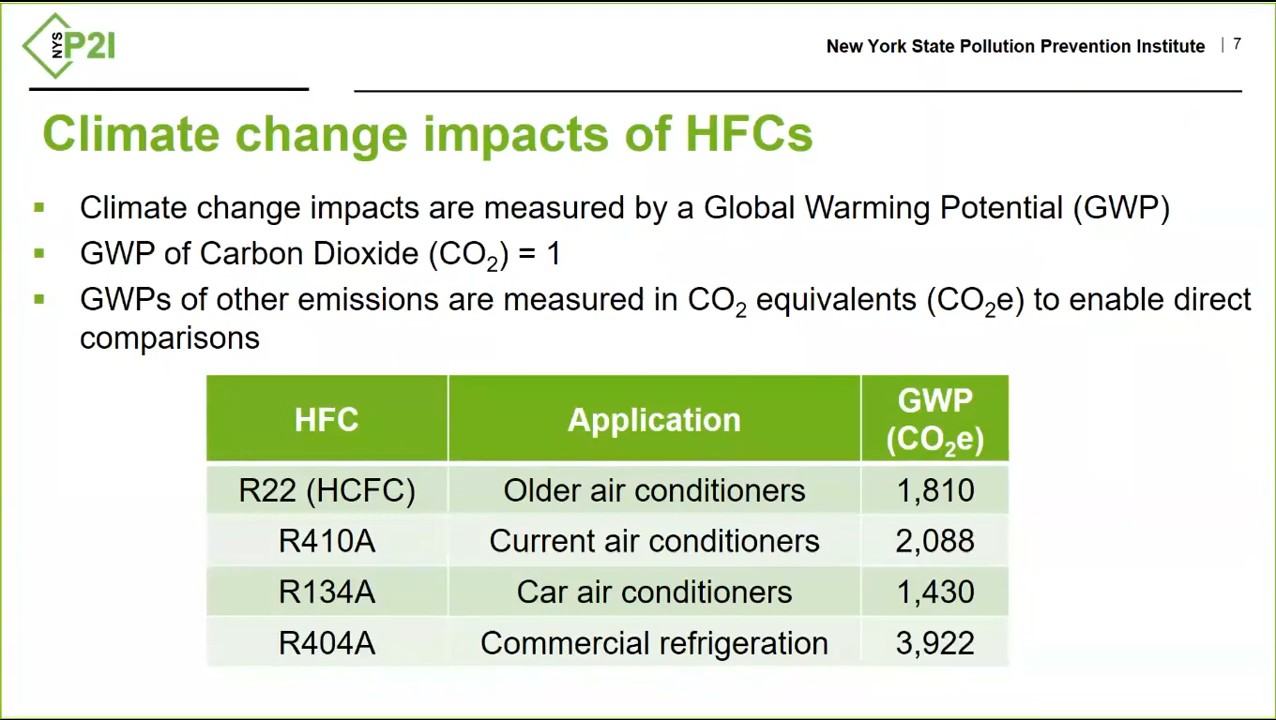 NYS P2I
New York State Pollution Prevention Institute | 7
Climate change impacts of HFCs
▪ Climate change impacts are measured by a Global Warming Potential (GWP)
▪ GWP of Carbon Dioxide (CO₂) = 1
▪ GWPs of other emissions are measured in CO₂ equivalents (CO₂e) to enable direct
comparisons
HFC Application GWP
(CO₂e)
R22 (HCFC) Older air conditioners 1,810
R410A Current air conditioners 2,088
R134A Car air conditioners 1,430
R404A Commercial refrigeration 3,922